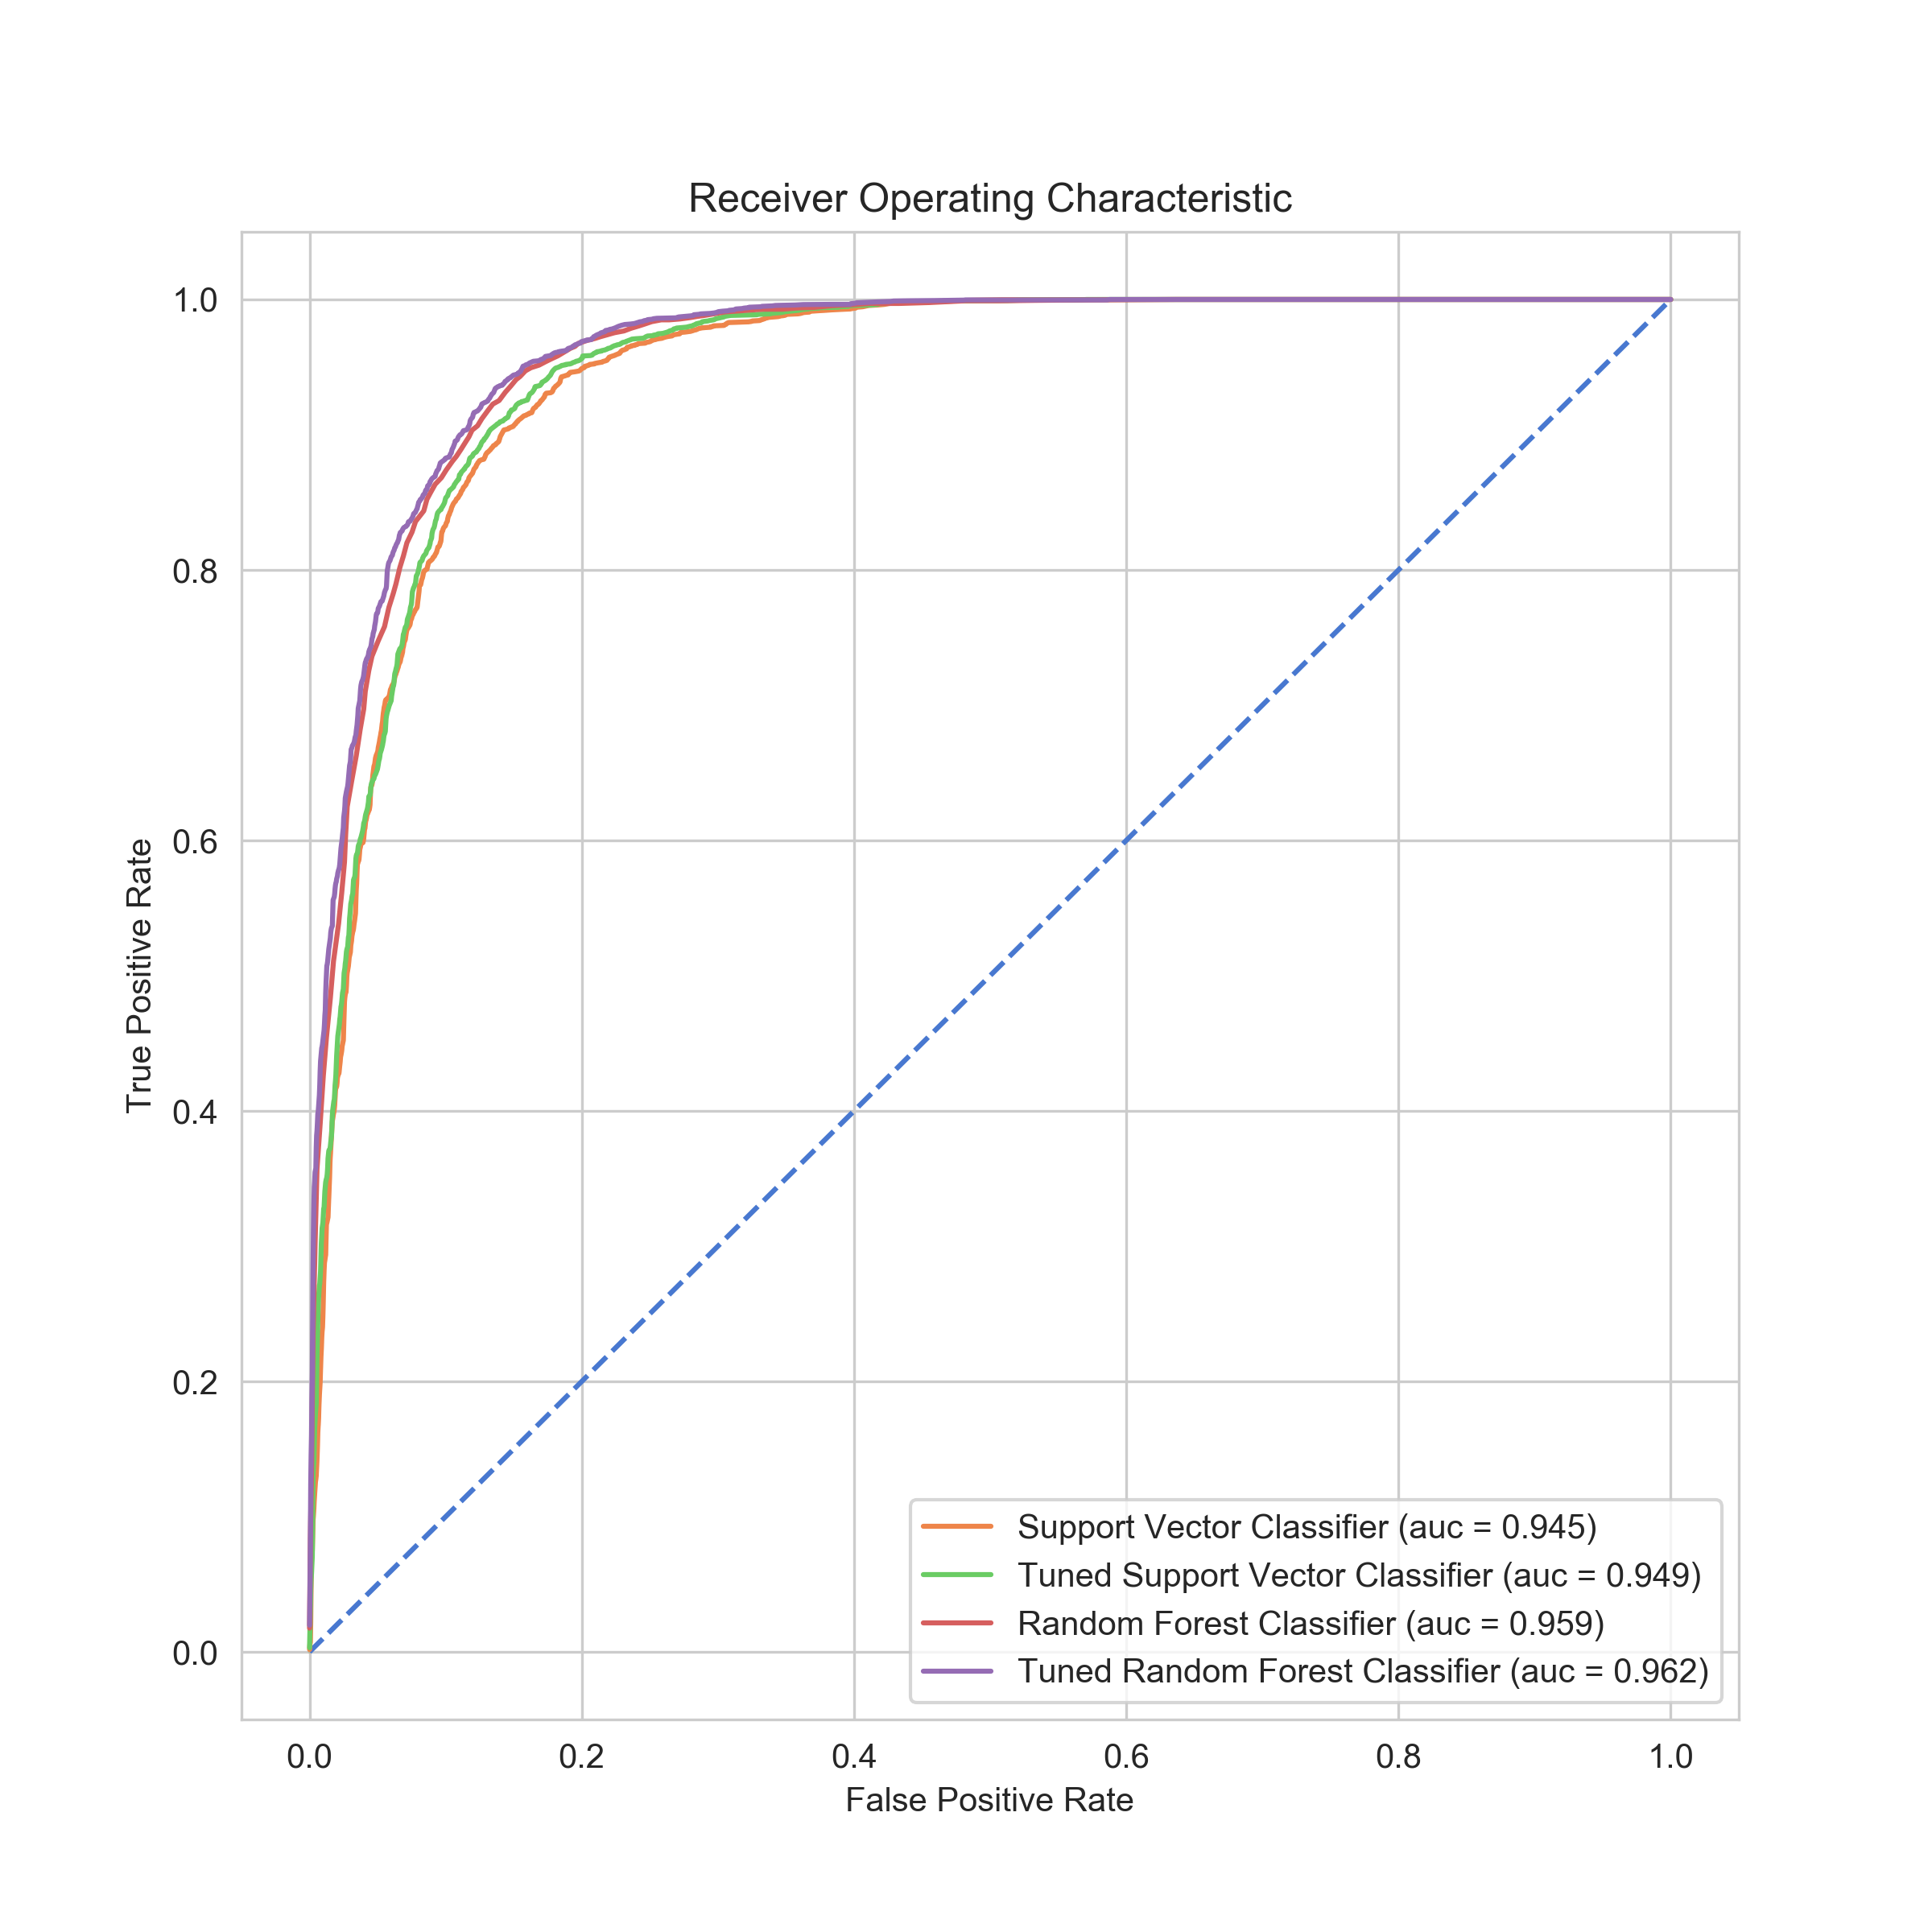 Receiver Operating Characteristic
1.0
0.8
0.6
0.4
0.2
0.0
True Positive Rate
Support Vector Classifier (auc = 0.945)
Tuned Support Vector Classifier (auc = 0.949)
Random Forest Classifier (auc = 0.959)
Tuned Random Forest Classifier (auc = 0.962)
0.0 0.2 0.4 0.6 0.8 1.0
False Positive Rate